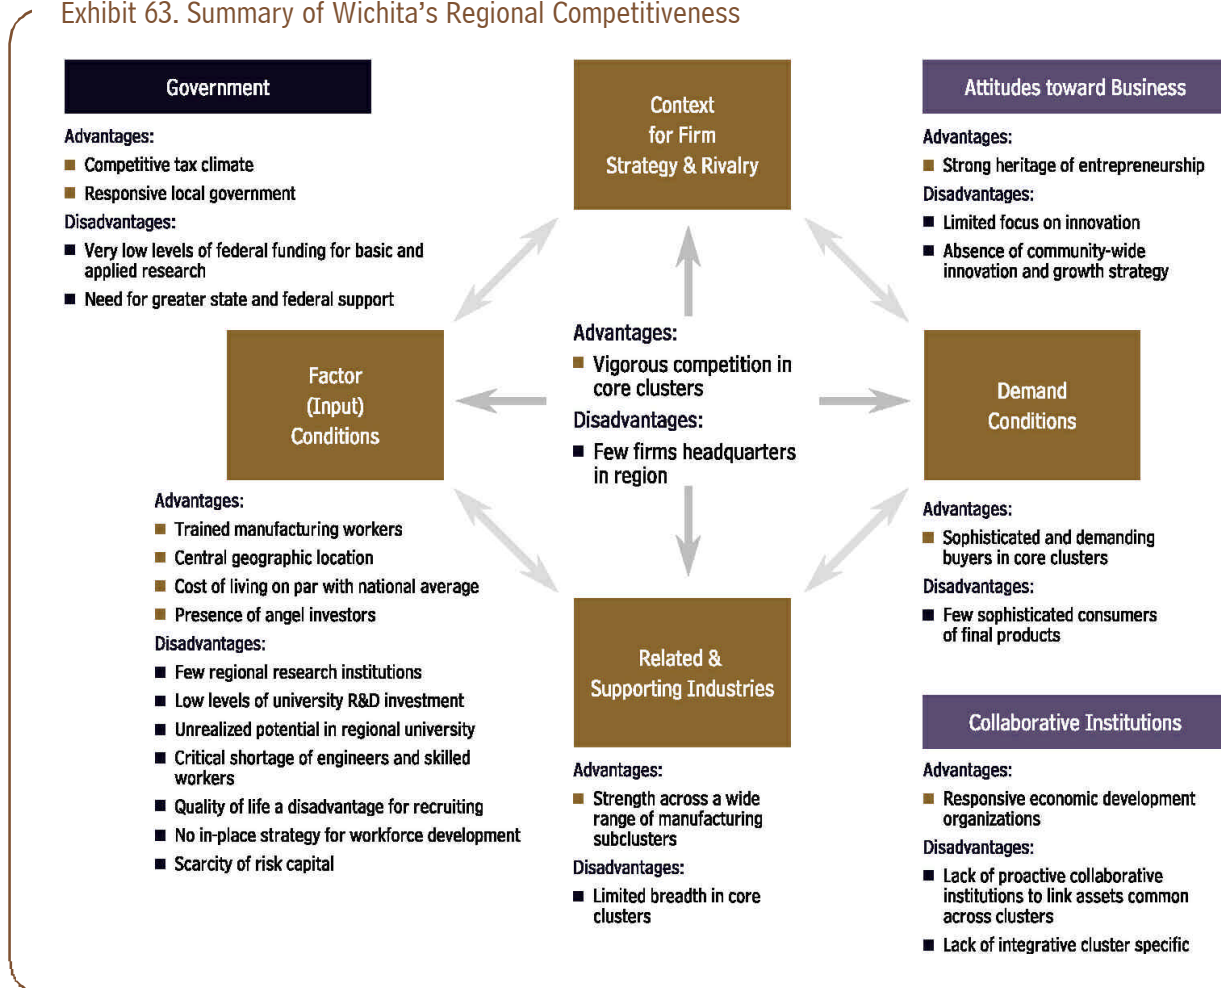 Exhibit 63. Summary of Wichita's Regional Competitiveness
Government
Advantages:
Competitive tax climate
Responsive local government
Disadvantages:
Very low levels of federal funding for basic and
applied research
Need for greater state and federal support
Context
for Firm
Strategy & Rivalry
Attitudes toward Business
Advantages:
Strong heritage of entrepreneurship
Disadvantages:
Limited focus on innovation
Absence of community-wide
innovation and growth strategy
Advantages:
Vigorous competition in
core clusters
Disadvantages:
Few firms headquarters
in region
Factor
(Input)
Conditions
Advantages:
Trained manufacturing workers
Central geographic location
Cost of living on par with national average
Presence of angel investors
Disadvantages:
Few regional research institutions
Low levels of university R&D investment
Unrealized potential in regional university
Critical shortage of engineers and skilled
workers
Quality of life a disadvantage for recruiting
No in-place strategy for workforce development
Scarcity of risk capital
Demand
Conditions
Advantages:
Sophisticated and demanding
buyers in core clusters
Disadvantages:
Few sophisticated consumers
of final products
Related &
Supporting Industries
Advantages:
Strength across a wide
range of manufacturing
subclusters
Disadvantages:
Limited breadth in core
clusters
Collaborative Institutions
Advantages:
Responsive economic development
organizations
Disadvantages:
Lack of proactive collaborative
institutions to link assets common
across clusters
Lack of integrative cluster specific